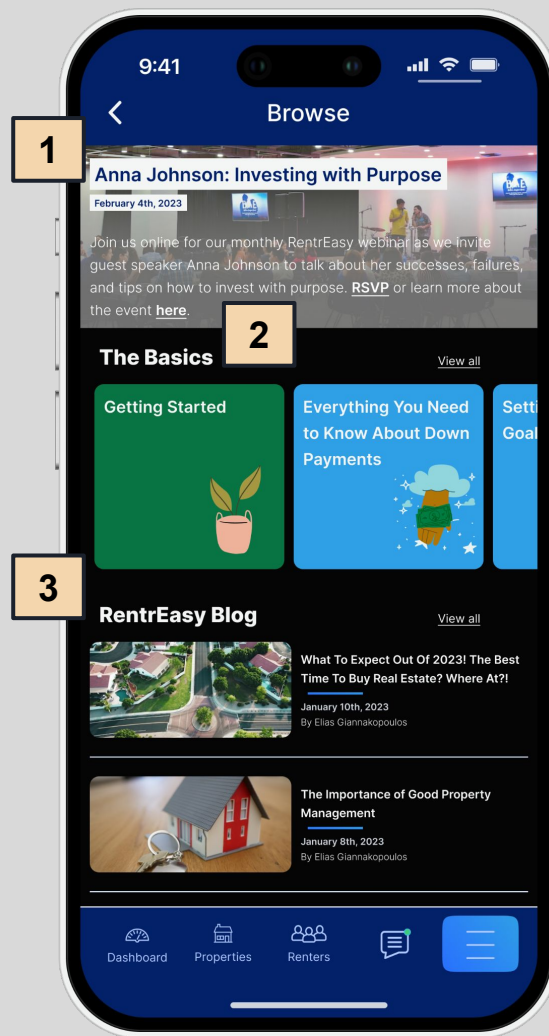 9:41
Browse
1
Anna Johnson: Investing with Purpose
February 4th, 2023
Join us online for our monthly RentrEasy webinar as we invite
guest speaker Anna Johnson to talk about her successes, failures,
and tips on how to invest with purpose. RSVP or learn more about
the event here.
2
The Basics
View all
Getting Started
Everything You Need
to Know About Down
Payments
Setti
Goal
3
RentrEasy Blog
View all
What To Expect Out Of 2023! The Best
Time To Buy Real Estate? Where At?!
January 10th, 2023
By Elias Giannakopoulos
The Importance of Good Property
Management
January 8th, 2023
By Elias Giannakopoulos
Dashboard
Properties
Renters